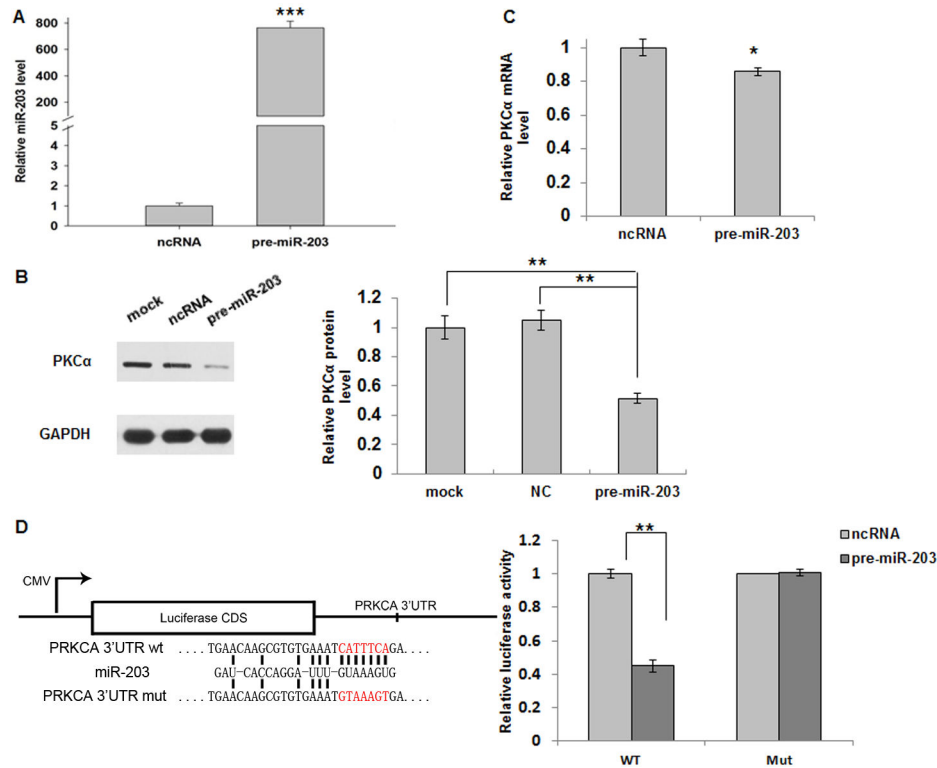 A
Relative miR-203 level
800
600
400
200
5
4
3
2
1
0
***
ncRNA
pre-miR-203
C
Relative PKCα mRNA
level
1
0.8
0.6
0.4
0.2
0
*
ncRNA
pre-miR-203
B
mock
ncRNA
pre-miR-203
PKCα
GAPDH
Relative PKCα protein
level
1.2
1
0.8
0.6
0.4
0.2
0
**
**
mock
NC
pre-miR-203
D
CMV
Luciferase CDS
PRKCA 3'UTR
PRKCA 3'UTR wt ....TGAACAAGCGTGTGAAATCATTTCAGA....
miR-203 GAU-CACCAGGA-UUU-GUAAAGUG
PRKCA 3'UTR mut ....TGAACAAGCGTGTGAAATGTAAAGTGA....
Relative luciferase activity
1.2
1
0.8
0.6
0.4
0.2
0
**
ncRNA
pre-miR-203
WT
Mut